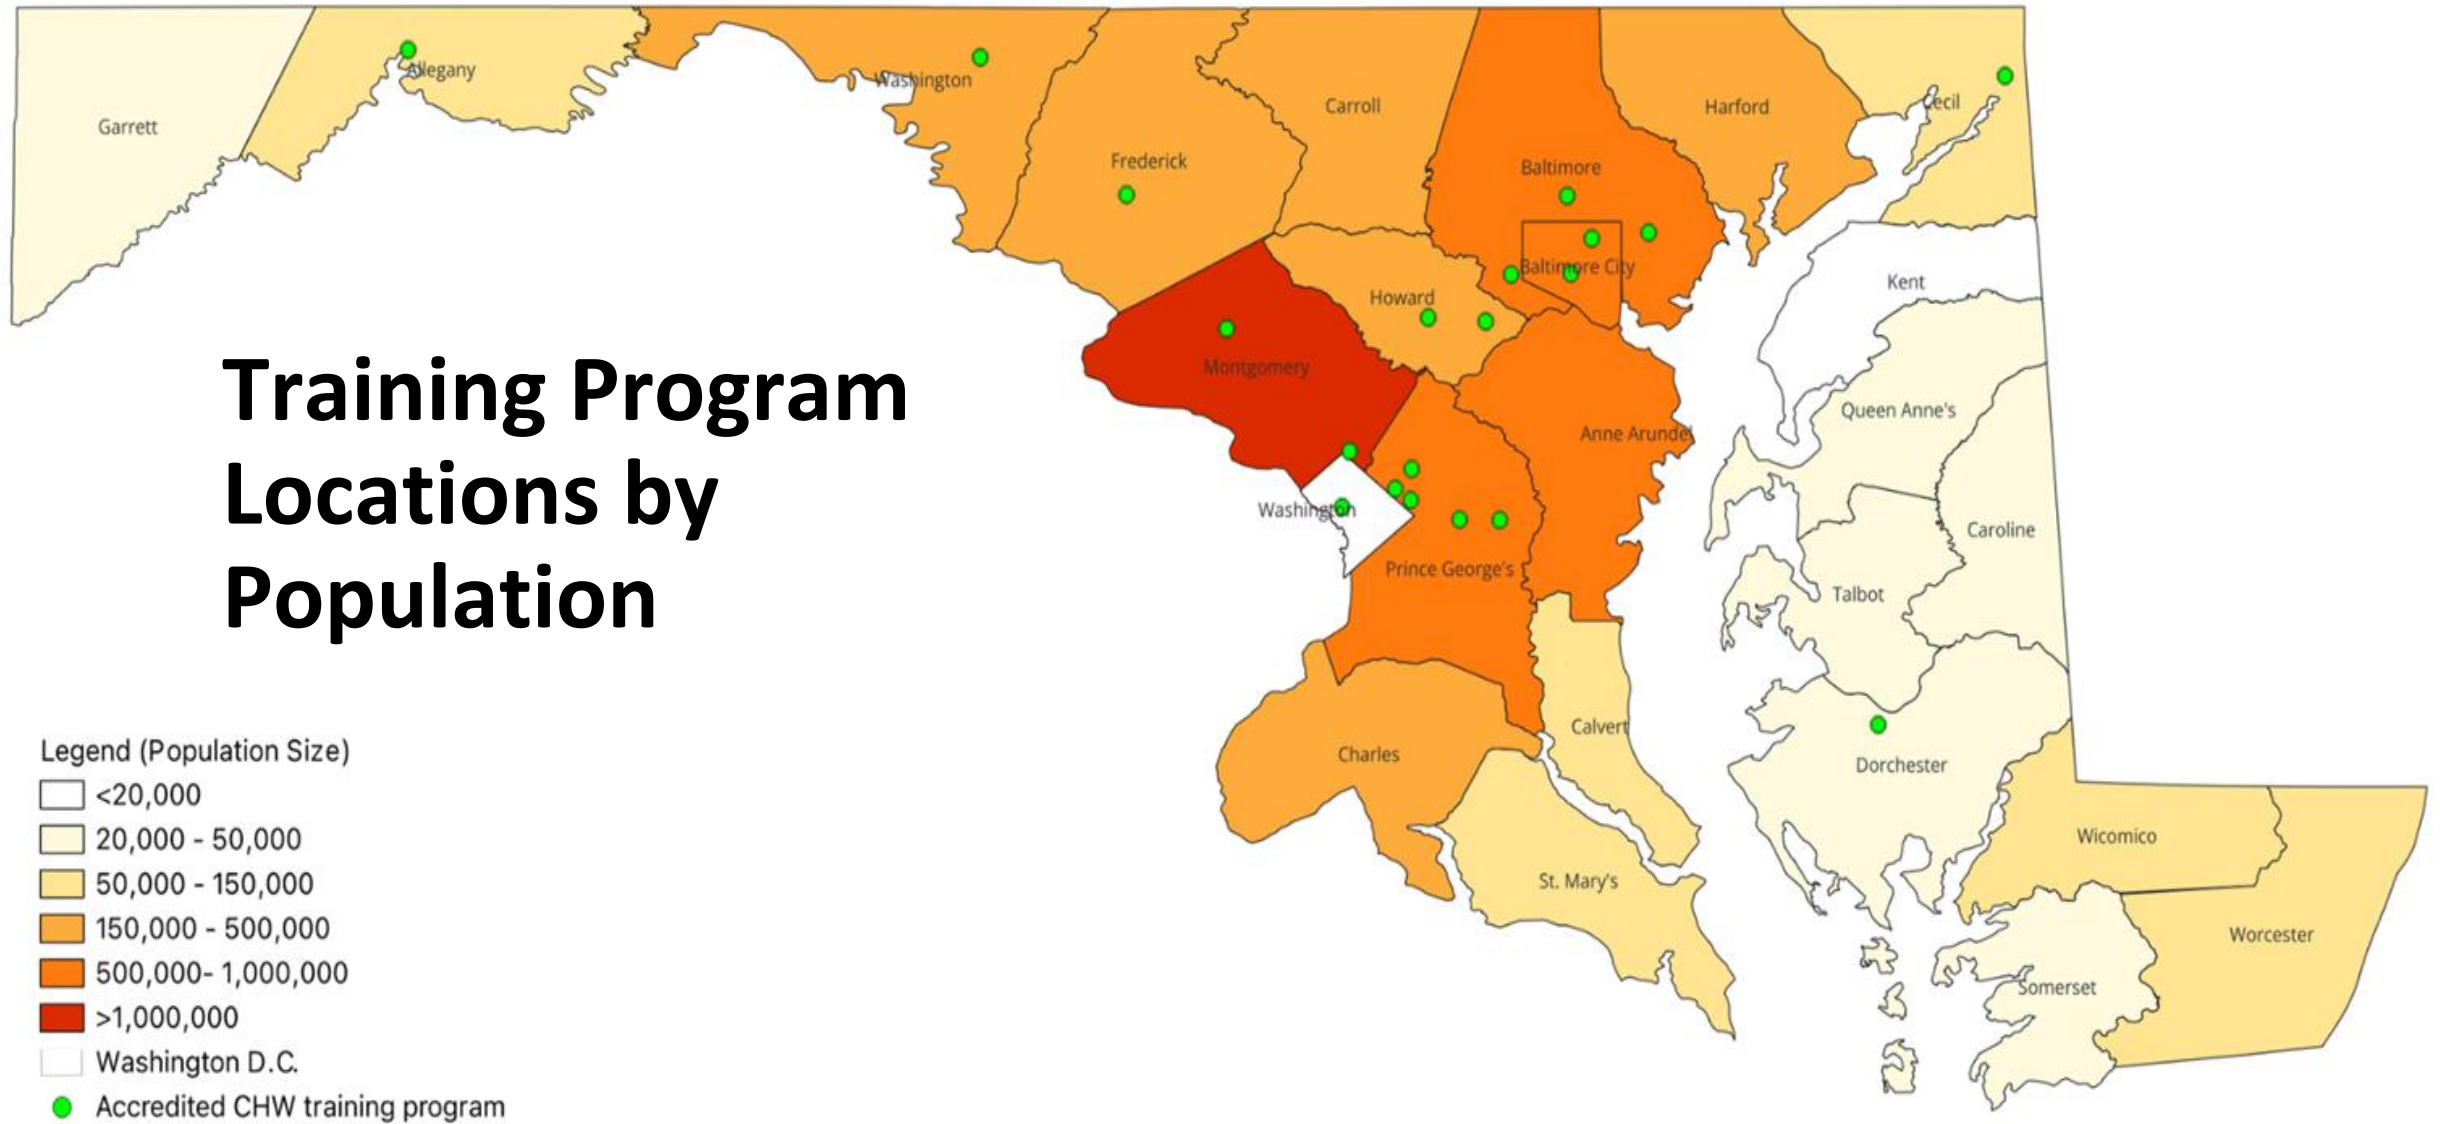 Allegany
Washington
Garrett
Carroll
Harford
Cecil
Frederick
Baltimore
Baltimore City
Kent
Howard
Training Program
Locations by
Population
Montgomery
Queen Anne's
Anne Arundel
Washington
Caroline
Prince George's
Talbot
Calvert
Charles
Dorchester
Wicomico
St. Mary's
Worcester
Somerset
Legend (Population Size)
<20,000
20,000 - 50,000
50,000 - 150,000
150,000 - 500,000
500,000- 1,000,000
>1,000,000
Washington D.C.
Accredited CHW training program